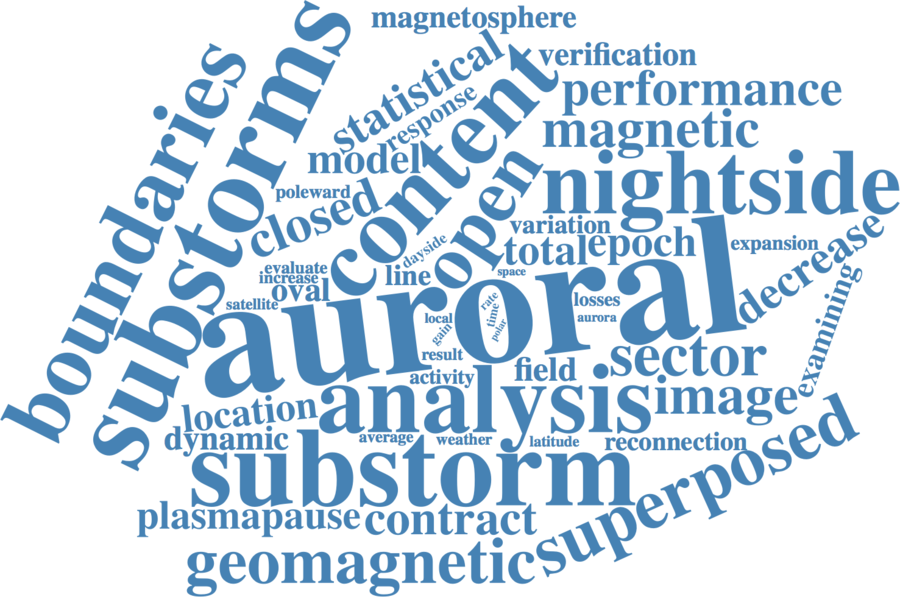 magnetosphere
boundaries
substorms
statistical
content
verification
performance
response
magnetic
model
nightside
poleward
closed
open
variation
total
epoch
expansion
decrease
dayside
evaluate
increase
line
space
oval
satellite
auroral
losses
aurora
local
gain
rate
time
polar
examining
result
activity
field
sector
location
analysis
image
dynamic
average
weather
latitude
reconnection
substorm
superposed
plasmapause
contract
geomagnetic